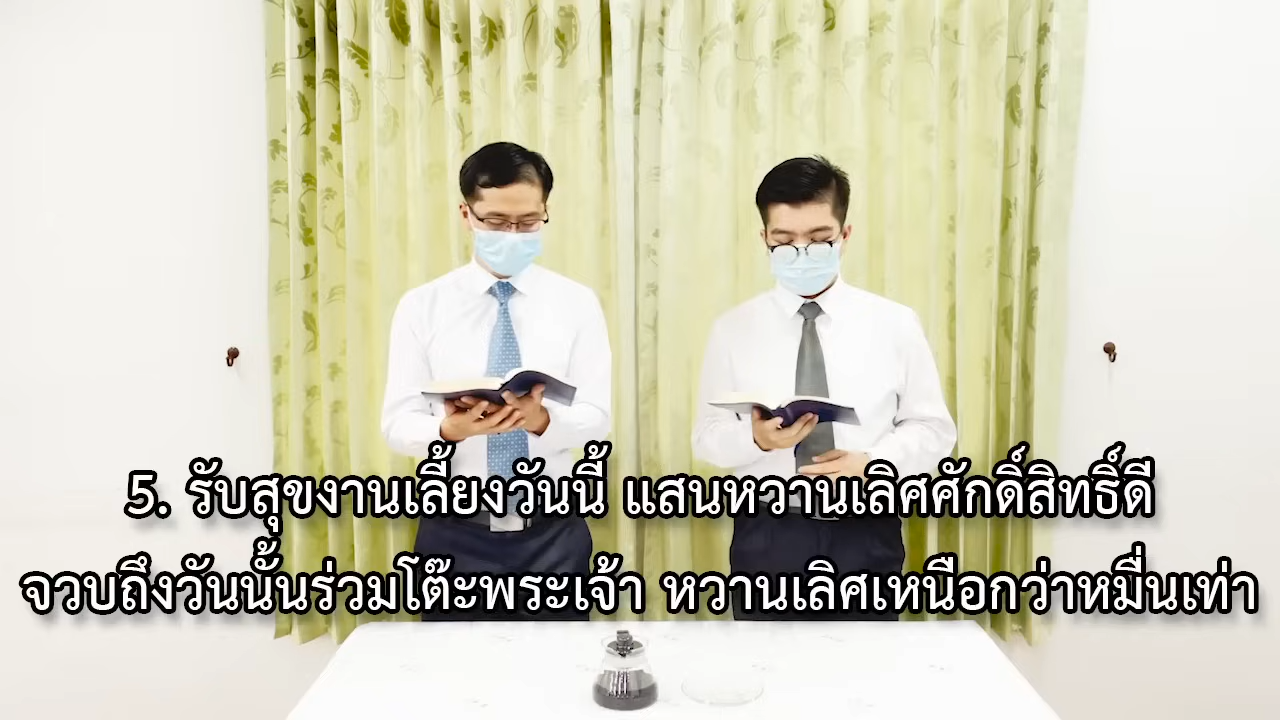 5. รับสุขงานเลี้ยงวันนี้ แสนหวานเลิศศักดิ์สิทธิ์ดี
จวบถึงวันนั้นร่วมโต๊ะพระเจ้า หวานเลิศเหนือกว่าหมื่นเท่า